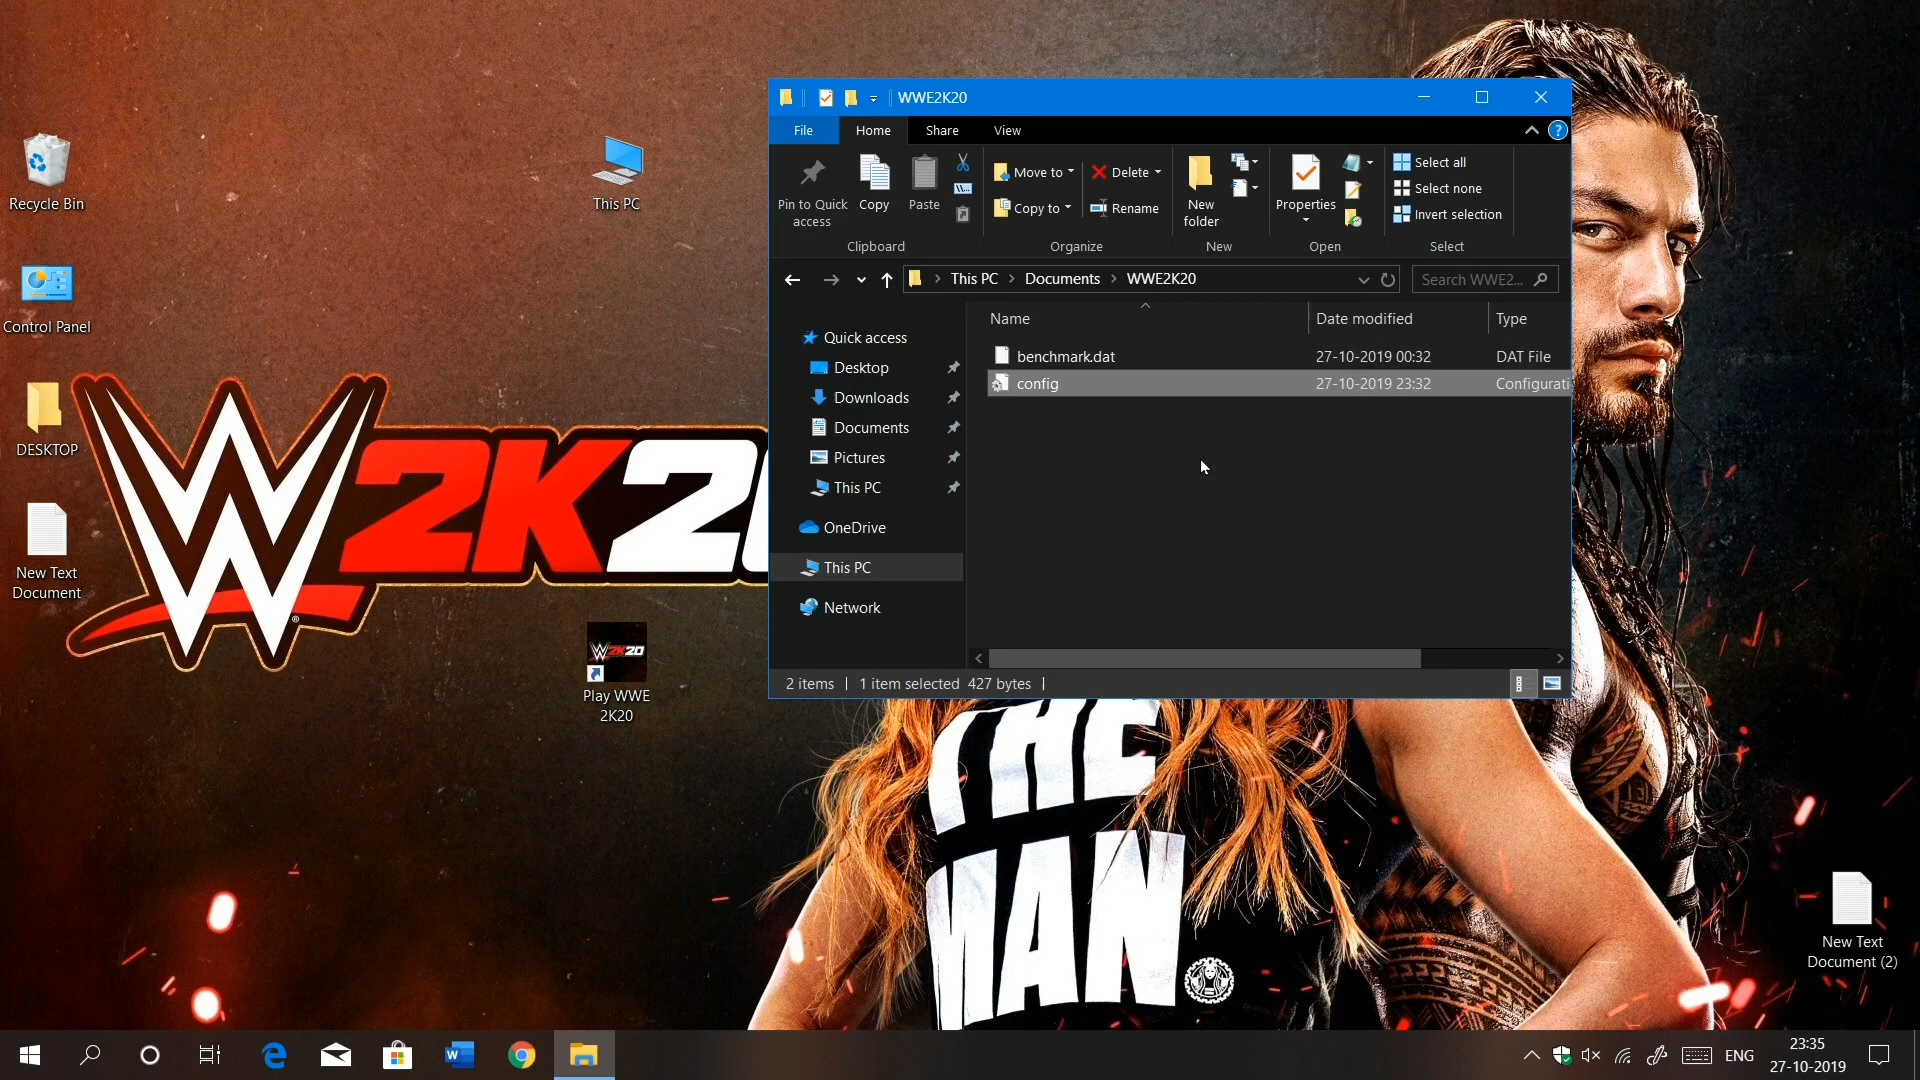 WWE2K20
File
Home
Share
View
Pin to Quick
access
Copy
Paste
Clipboard
Move to
Copy to
Delete
Rename
Organize
New
folder
New
Properties
Open
Select all
Select none
Invert selection
Select
This PC
Documents
WWE2K20
Search WWE2...
Name
Date modified
Type
benchmark.dat
27-10-2019 00:32
DAT File
config
27-10-2019 23:32
Configurati
Quick access
Desktop
Downloads
Documents
Pictures
This PC
OneDrive
This PC
Network
2 items
1 item selected 427 bytes
Recycle Bin
Control Panel
DESKTOP
New Text
Document
This PC
W 2K20
®
W2K20
Play WWE
2K20
THE
MAN
New Text
Document (2)
ENG
23:35
27-10-2019